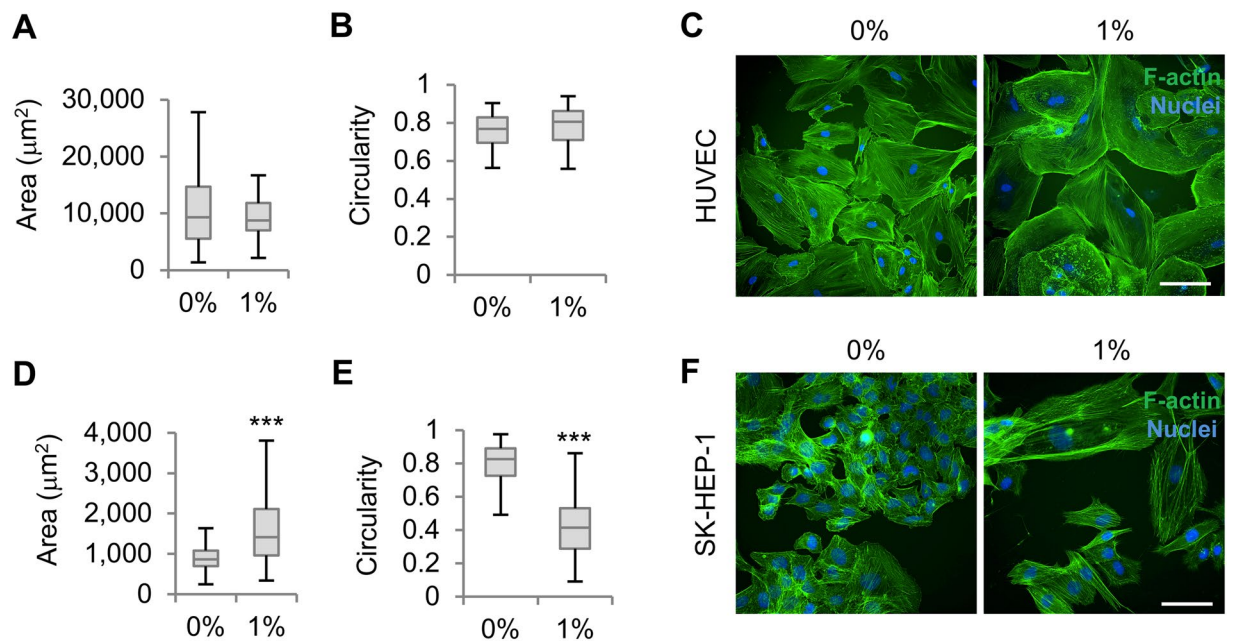 A
Area (μm2)
30,000
20,000
10,000
0
0% 1%
B
Circularity
1
0.8
0.6
0.4
0.2
0
0% 1%
C
0% 1%
HUVEC
F-actin
Nuclei
D
Area (μm2)
4,000
3,000
2,000
1,000
0
***
0% 1%
E
Circularity
1
0.8
0.6
0.4
0.2
0
***
0% 1%
F
0% 1%
SK-HEP-1
F-actin
Nuclei